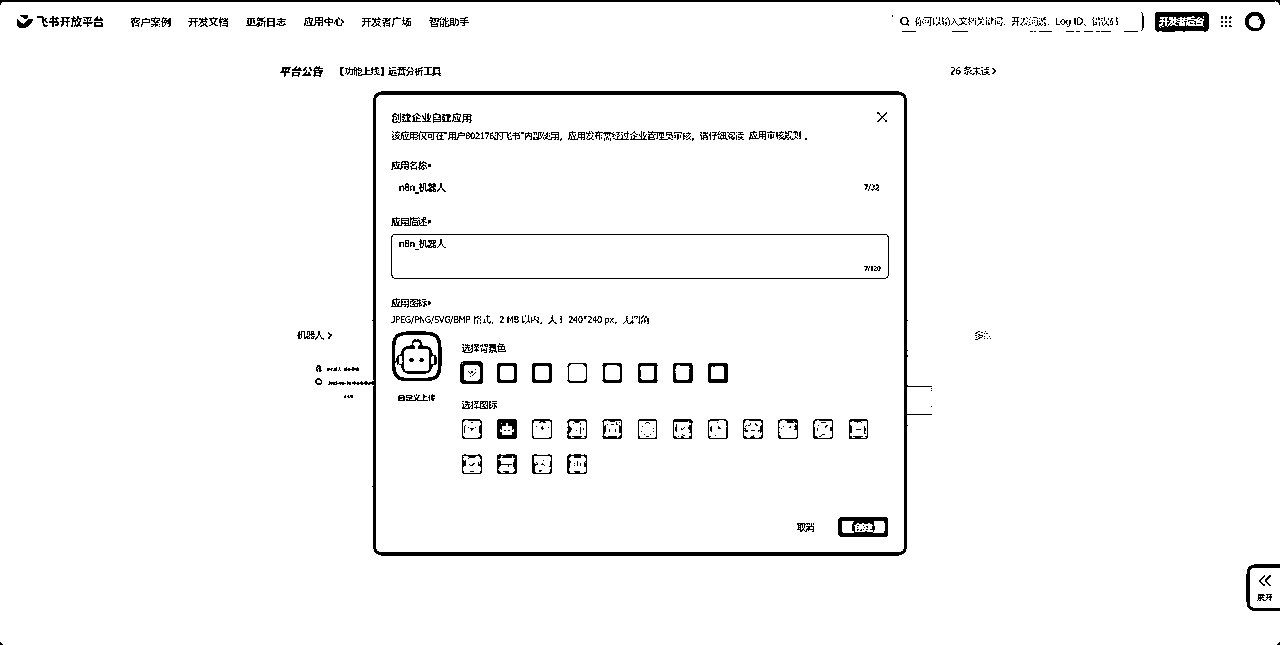 飞书开放平台 客户案例 开发文档 更新日志 应用中心 开发者广场 智能助手 你可以输入文档关键词、开发问题、Log ID、错误码 开发者后台
平台公告 【功能上线】运营分析工具 26 条未读
创建企业自建应用
该应用仅可在"用户802176的飞书"内部使用，应用发布需经过企业管理员审核，请仔细阅读 应用审核规则 。
应用名称*
n8n_机器人 7/32
应用描述*
n8n_机器人
7/120
应用图标*
JPEG/PNG/SVG/BMP 格式，2 MB 以内，大于 240*240 px，无圆角
机器人
选择背景色
自定义上传
选择图标
取消 创建
展开